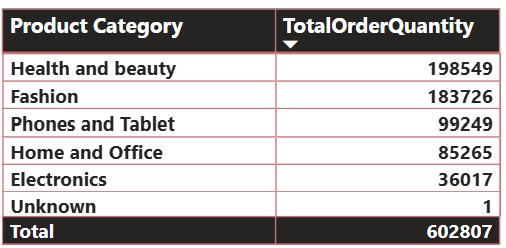 Product Category TotalOrderQuantity
Health and beauty 198549
Fashion 183726
Phones and Tablet 99249
Home and Office 85265
Electronics 36017
Unknown 1
Total 602807